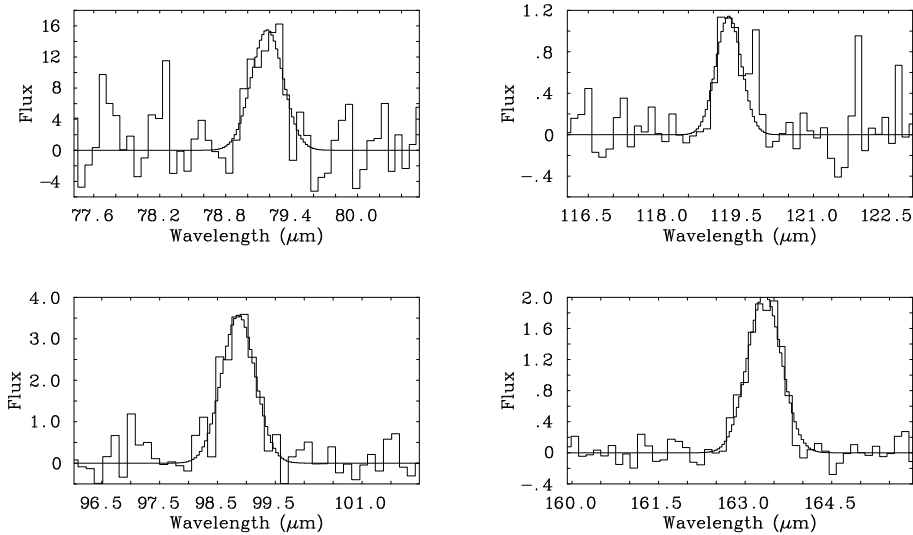 16
12
8
4
0
−4
Flux
77.6 78.2 78.8 79.4 80.0
Wavelength (μm)
1.2
.8
.4
0
−.4
Flux
116.5 118.0 119.5 121.0 122.5
Wavelength (μm)
4.0
3.0
2.0
1.0
0
Flux
96.5 97.5 98.5 99.5 101.0
Wavelength (μm)
2.0
1.6
1.2
.8
.4
0
−.4
Flux
160.0 161.5 163.0 164.5
Wavelength (μm)